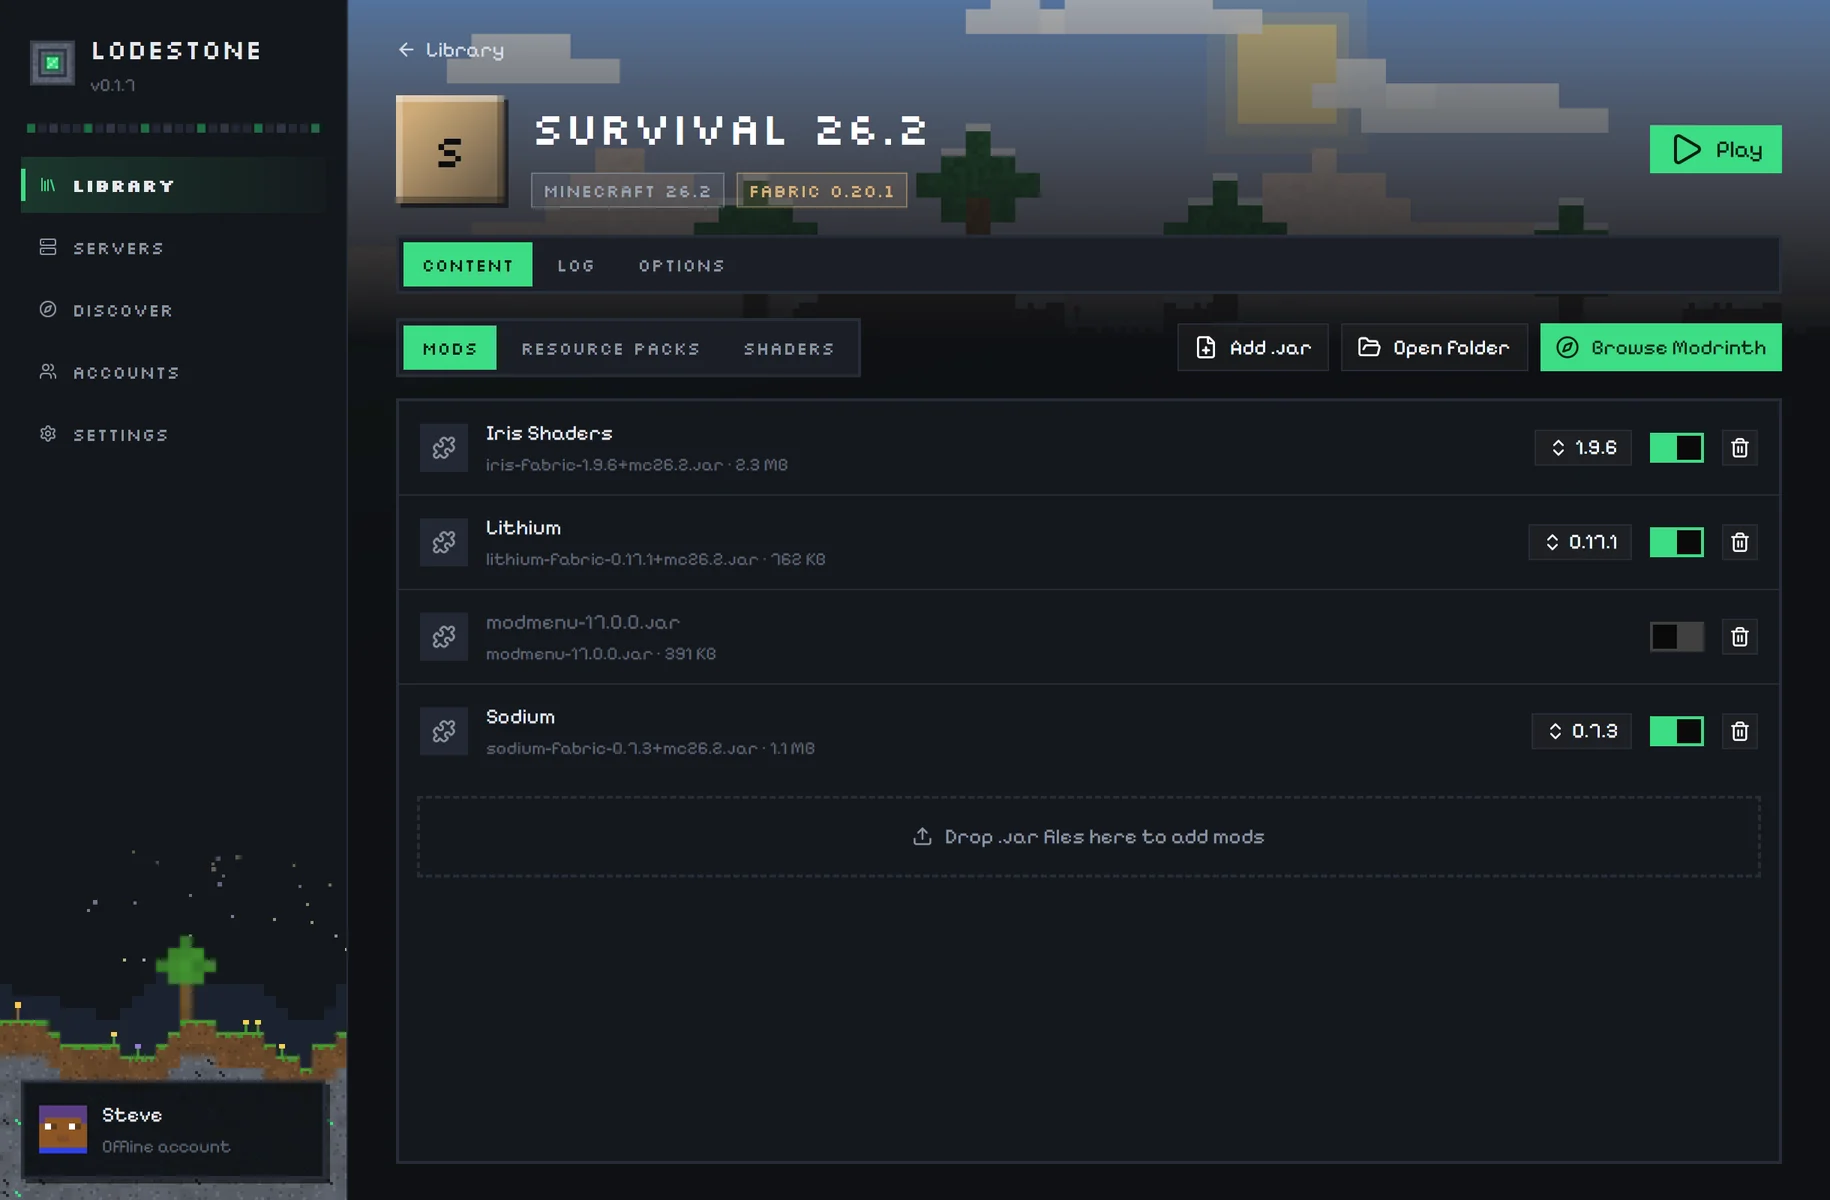 LODESTONE
v0.1.7
LIBRARY
SERVERS
DISCOVER
ACCOUNTS
SETTINGS
Steve
Offline account
Library
S
SURVIVAL 26.2
MINECRAFT 26.2
FABRIC 0.20.1
Play
CONTENT
LOG
OPTIONS
MODS
RESOURCE PACKS
SHADERS
Add .jar
Open folder
Browse Modrinth
Iris Shaders
iris-fabric-1.9.6+mc26.2.jar · 2.3 MB
1.9.6
Lithium
lithium-fabric-0.17.1+mc26.2.jar · 762 KB
0.17.1
modmenu-17.0.0.jar
modmenu-17.0.0.jar · 391 KB
Sodium
sodium-fabric-0.7.3+mc26.2.jar · 1.1 MB
0.7.3
Drop .jar files here to add mods